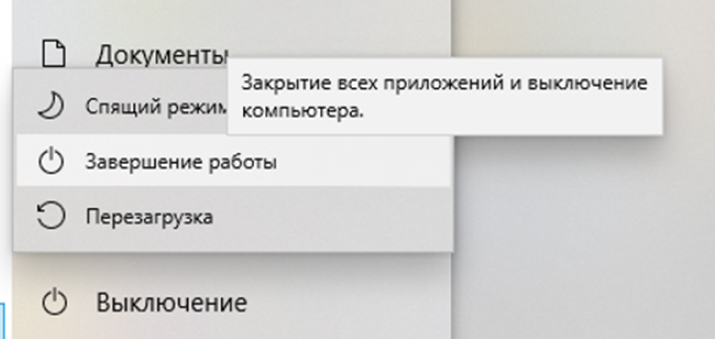 Документы
Закрытие всех приложений и выключение
компьютера.
Спящий режим
Завершение работы
Перезагрузка
Выключение